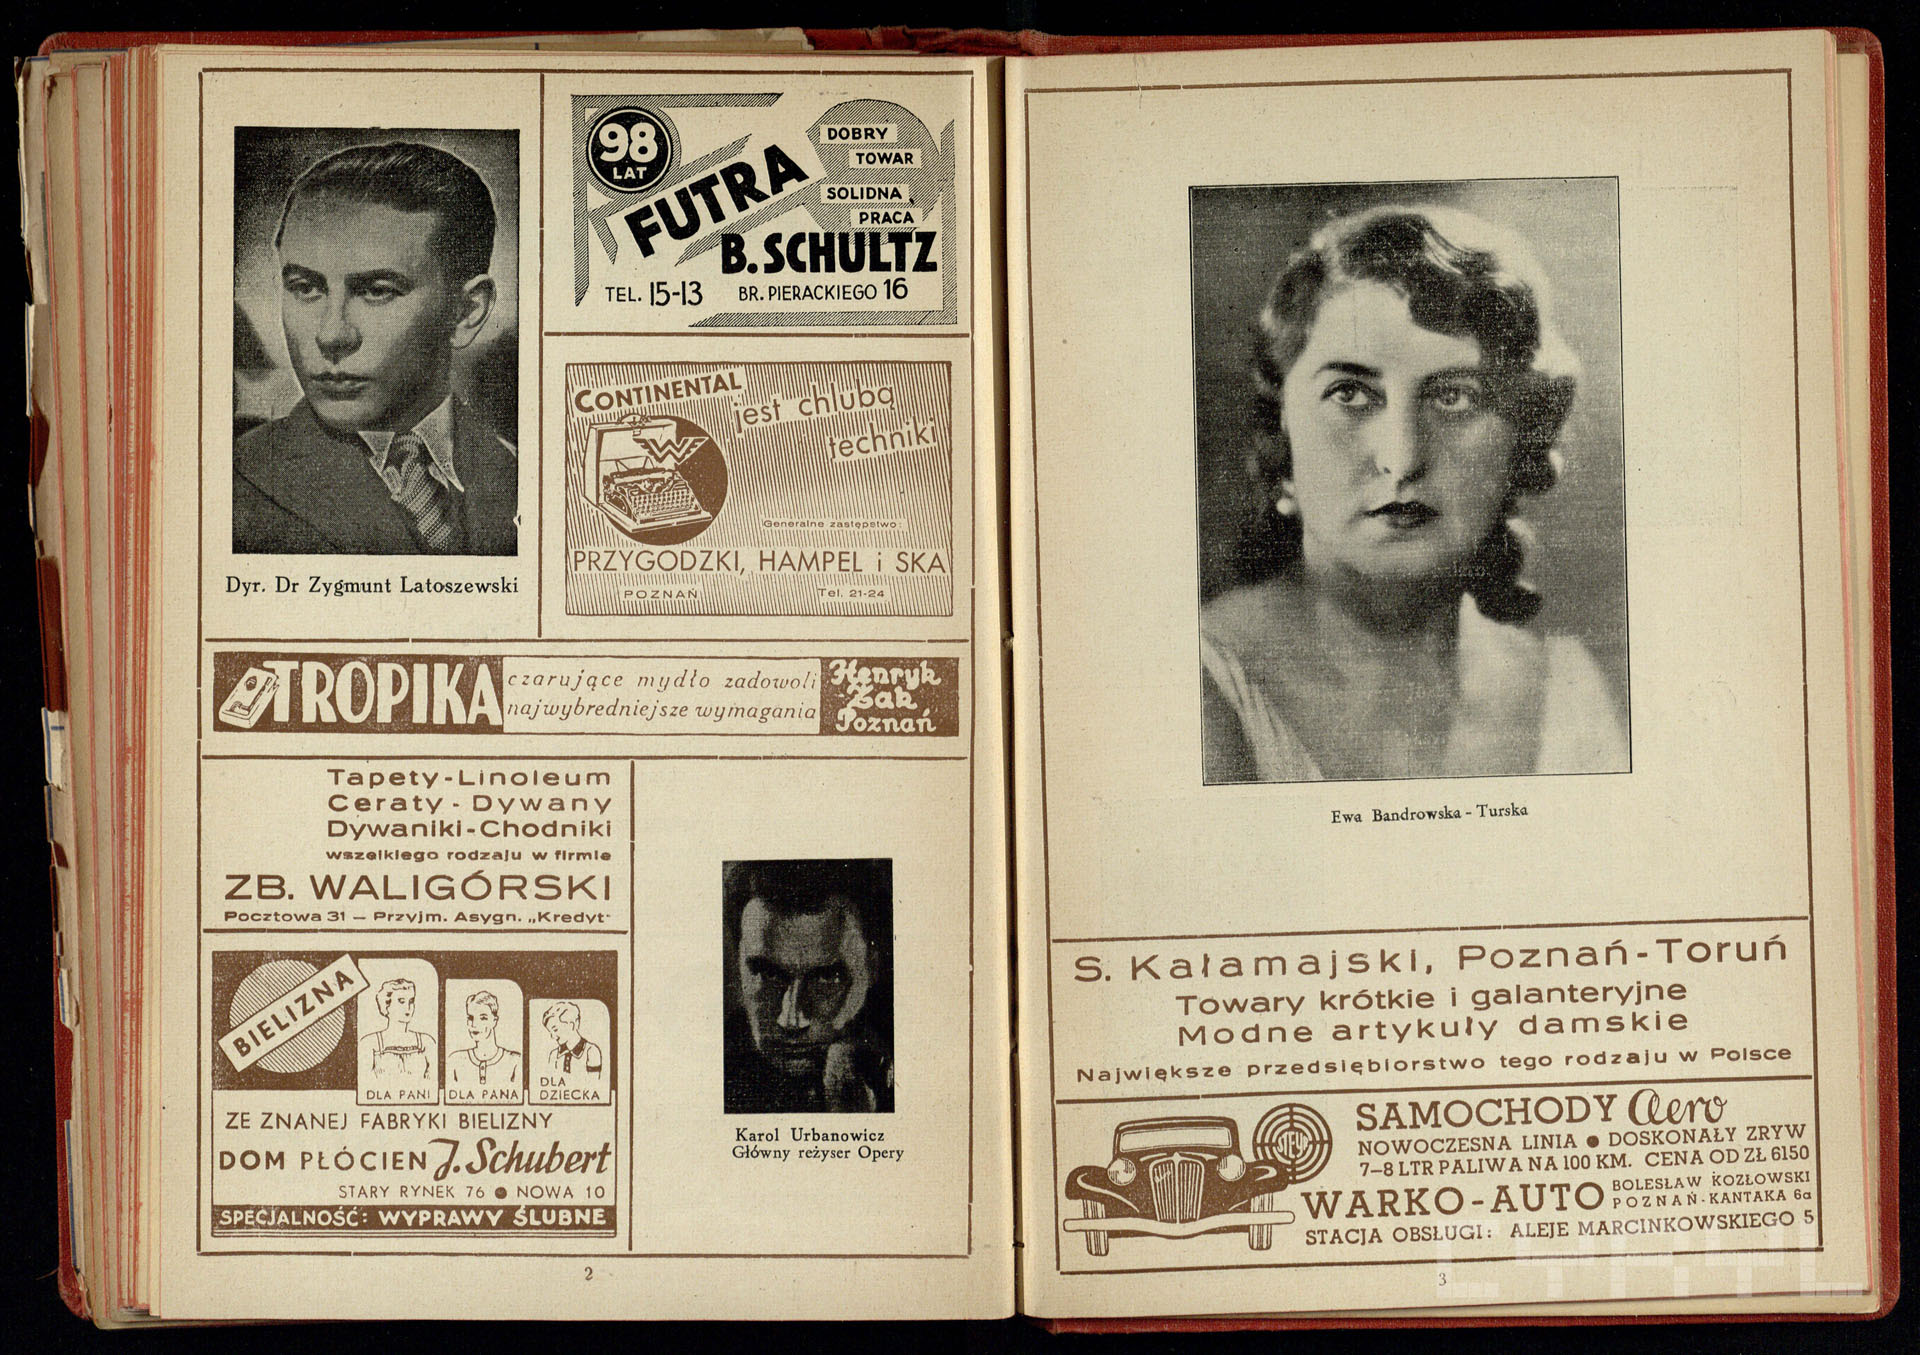 Dyr. Dr Zygmunt Latoszewski
98
LAT
FUTRA
DOBRY
TOWAR
SOLIDNA
PRACA
B. SCHULTZ
TEL. 15-13 BR. PIERACKIEGO 16
CONTINENTAL
jest chlubą
techniki
Generalne zastępstwo:
PRZYGODZKI, HAMPEL i SKA
POZNAŃ Tel. 21-24
TROPIKA
czarujące mydło zadowoli
najwybredniejsze wymagania
Henryk
Żak
Poznań
Tapety-Linoleum
Ceraty - Dywany
Dywaniki-Chodniki
wszelkiego rodzaju w firmie
ZB. WALIGÓRSKI
Pocztowa 31 — Przyjm. Asygn. „Kredyt"
BIELIZNA
DLA PANI
DLA PANA
DLA
DZIECKA
ZE ZNANEJ FABRYKI BIELIZNY
DOM PŁÓCIEN J. Schubert
STARY RYNEK 76 ● NOWA 10
SPECJALNOŚĆ: WYPRAWY ŚLUBNE
Karol Urbanowicz
Główny reżyser Opery
2
Ewa Bandrowska - Turska
S. Kałamajski, Poznań-Toruń
Towary krótkie i galanteryjne
Modne artykuły damskie
Największe przedsiębiorstwo tego rodzaju w Polsce
STEYR
SAMOCHODY Aero
NOWOCZESNA LINIA ● DOSKONAŁY ZRYW
7–8 LTR PALIWA NA 100 KM. CENA OD ZŁ 6150
WARKO-AUTO
BOLESŁAW KOZŁOWSKI
POZNAŃ - KANTAKA 6a
STACJA OBSŁUGI: ALEJE MARCINKOWSKIEGO 5
3